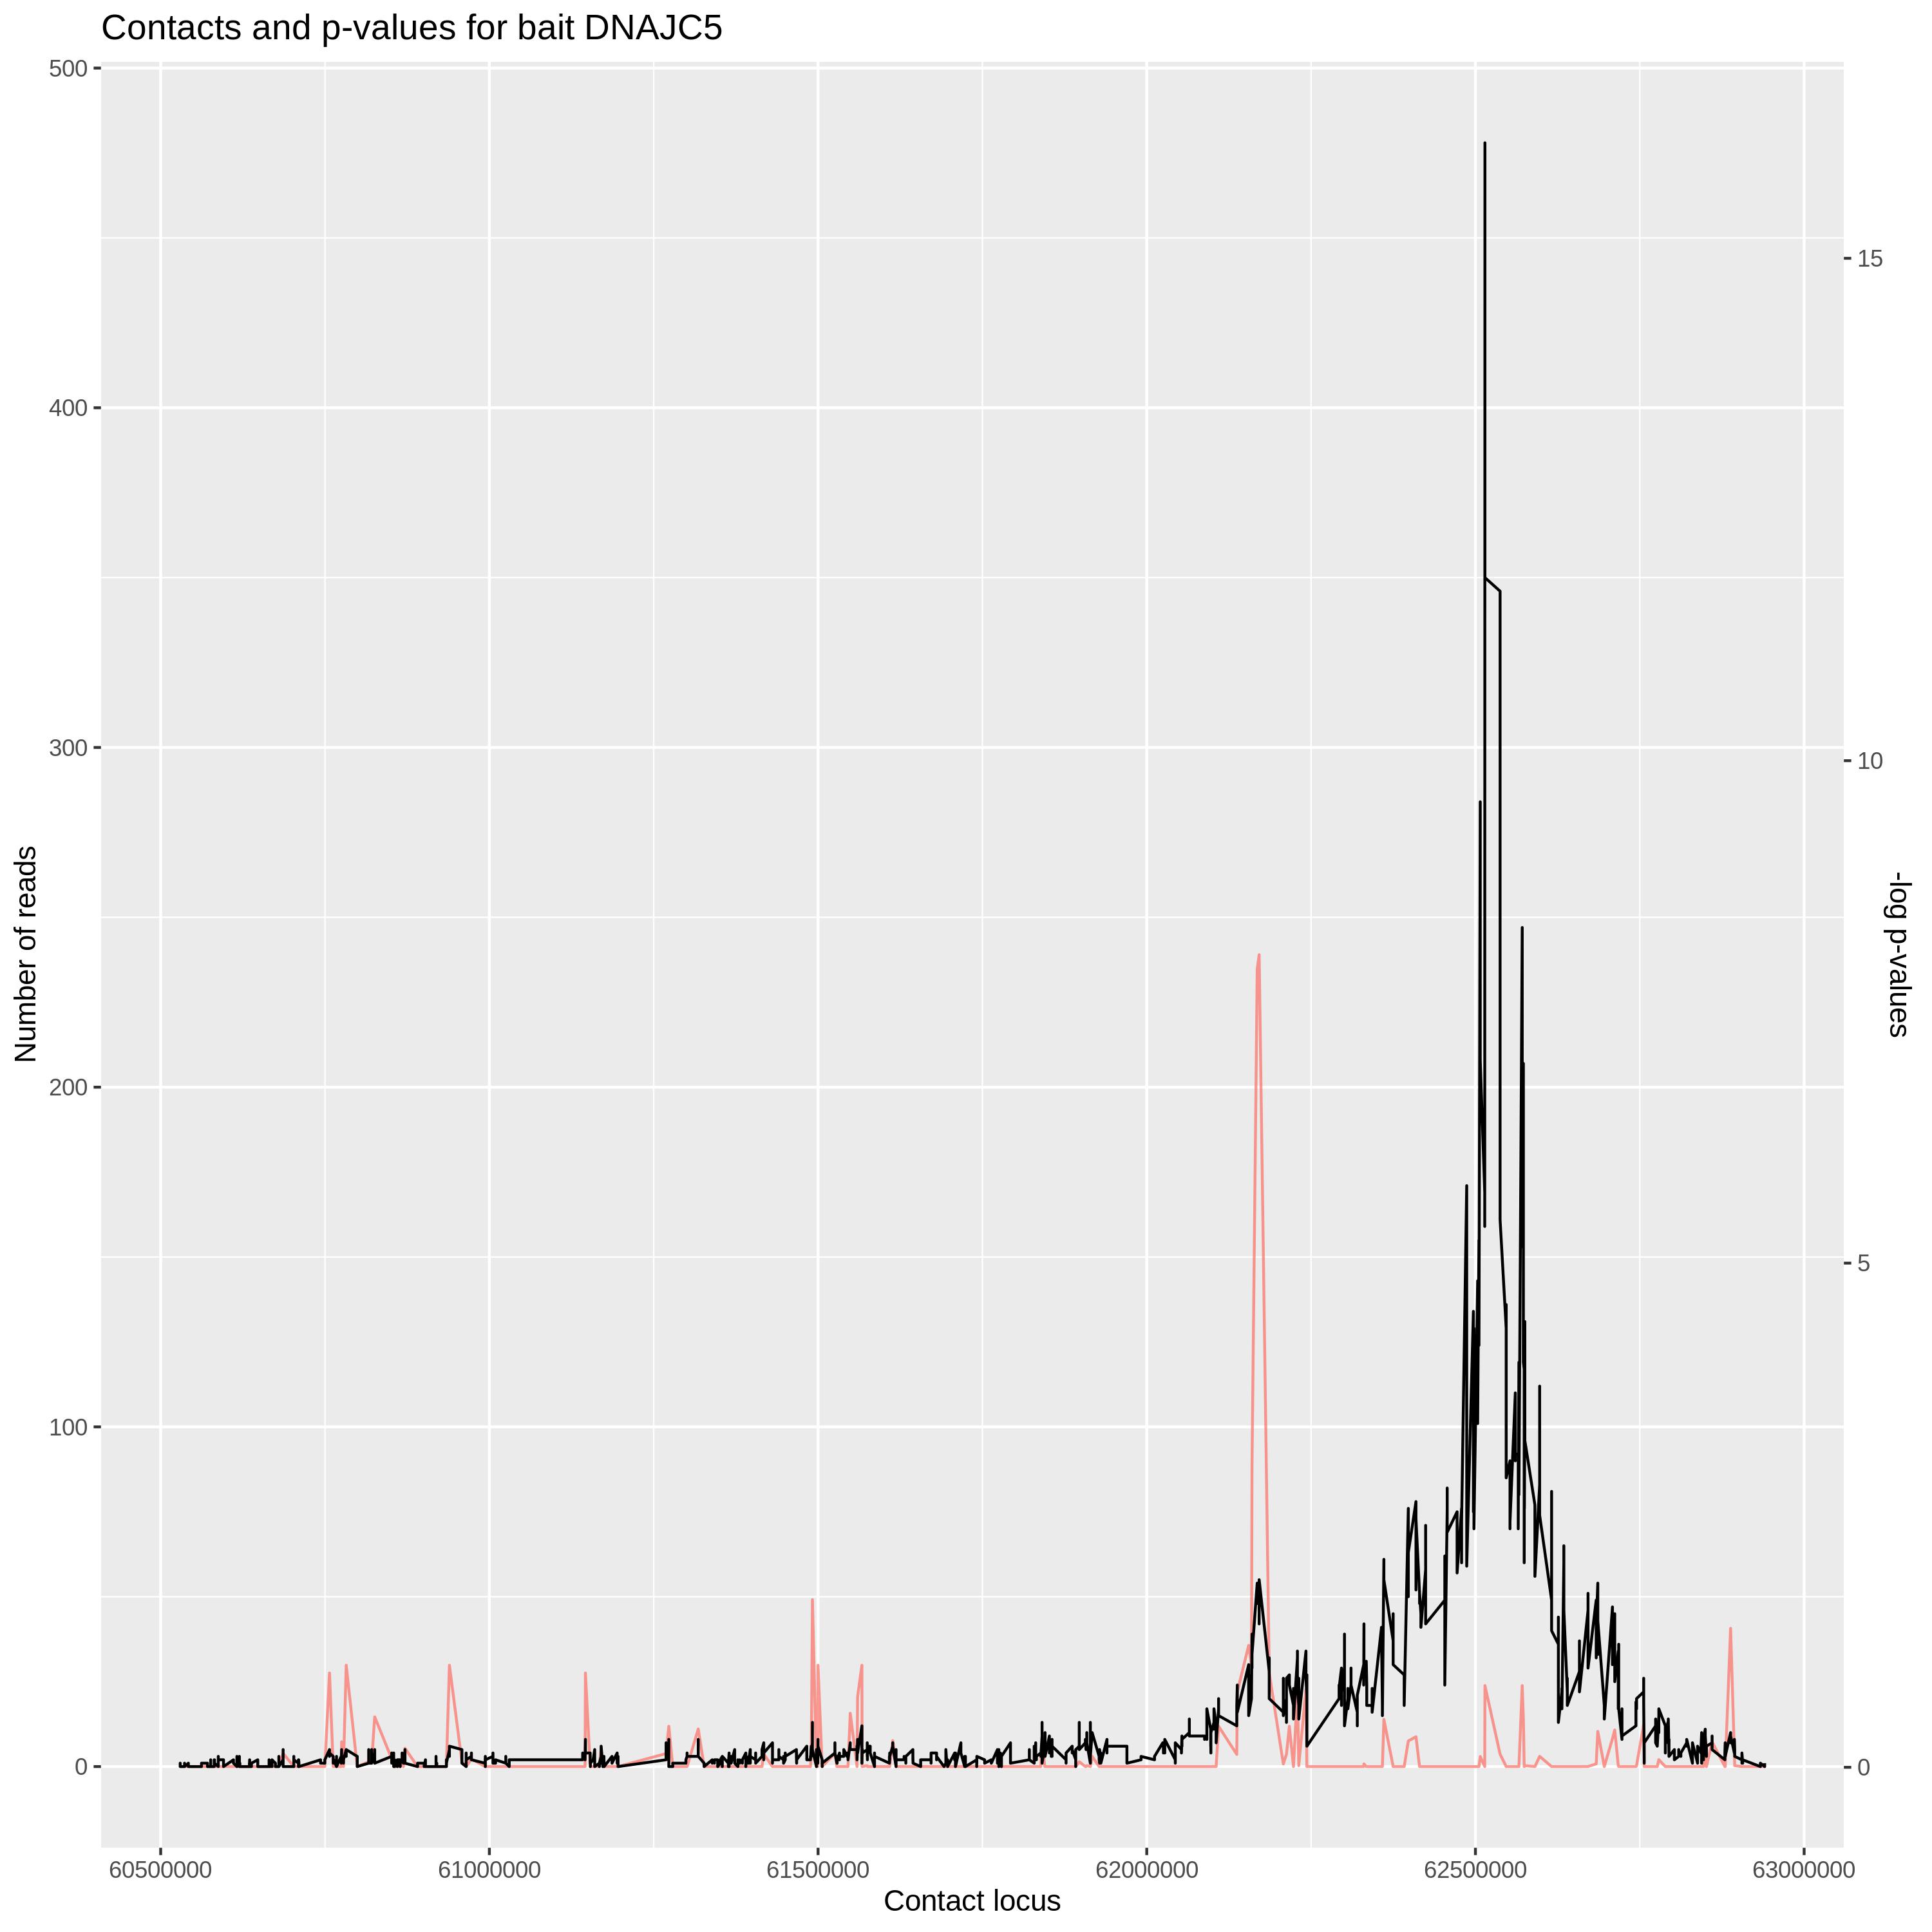 Contacts and p-values for bait DNAJC5
500
400
300
200
100
0
Number of reads
15
10
5
0
-log p-values
60500000 61000000 61500000 62000000 62500000 63000000
Contact locus